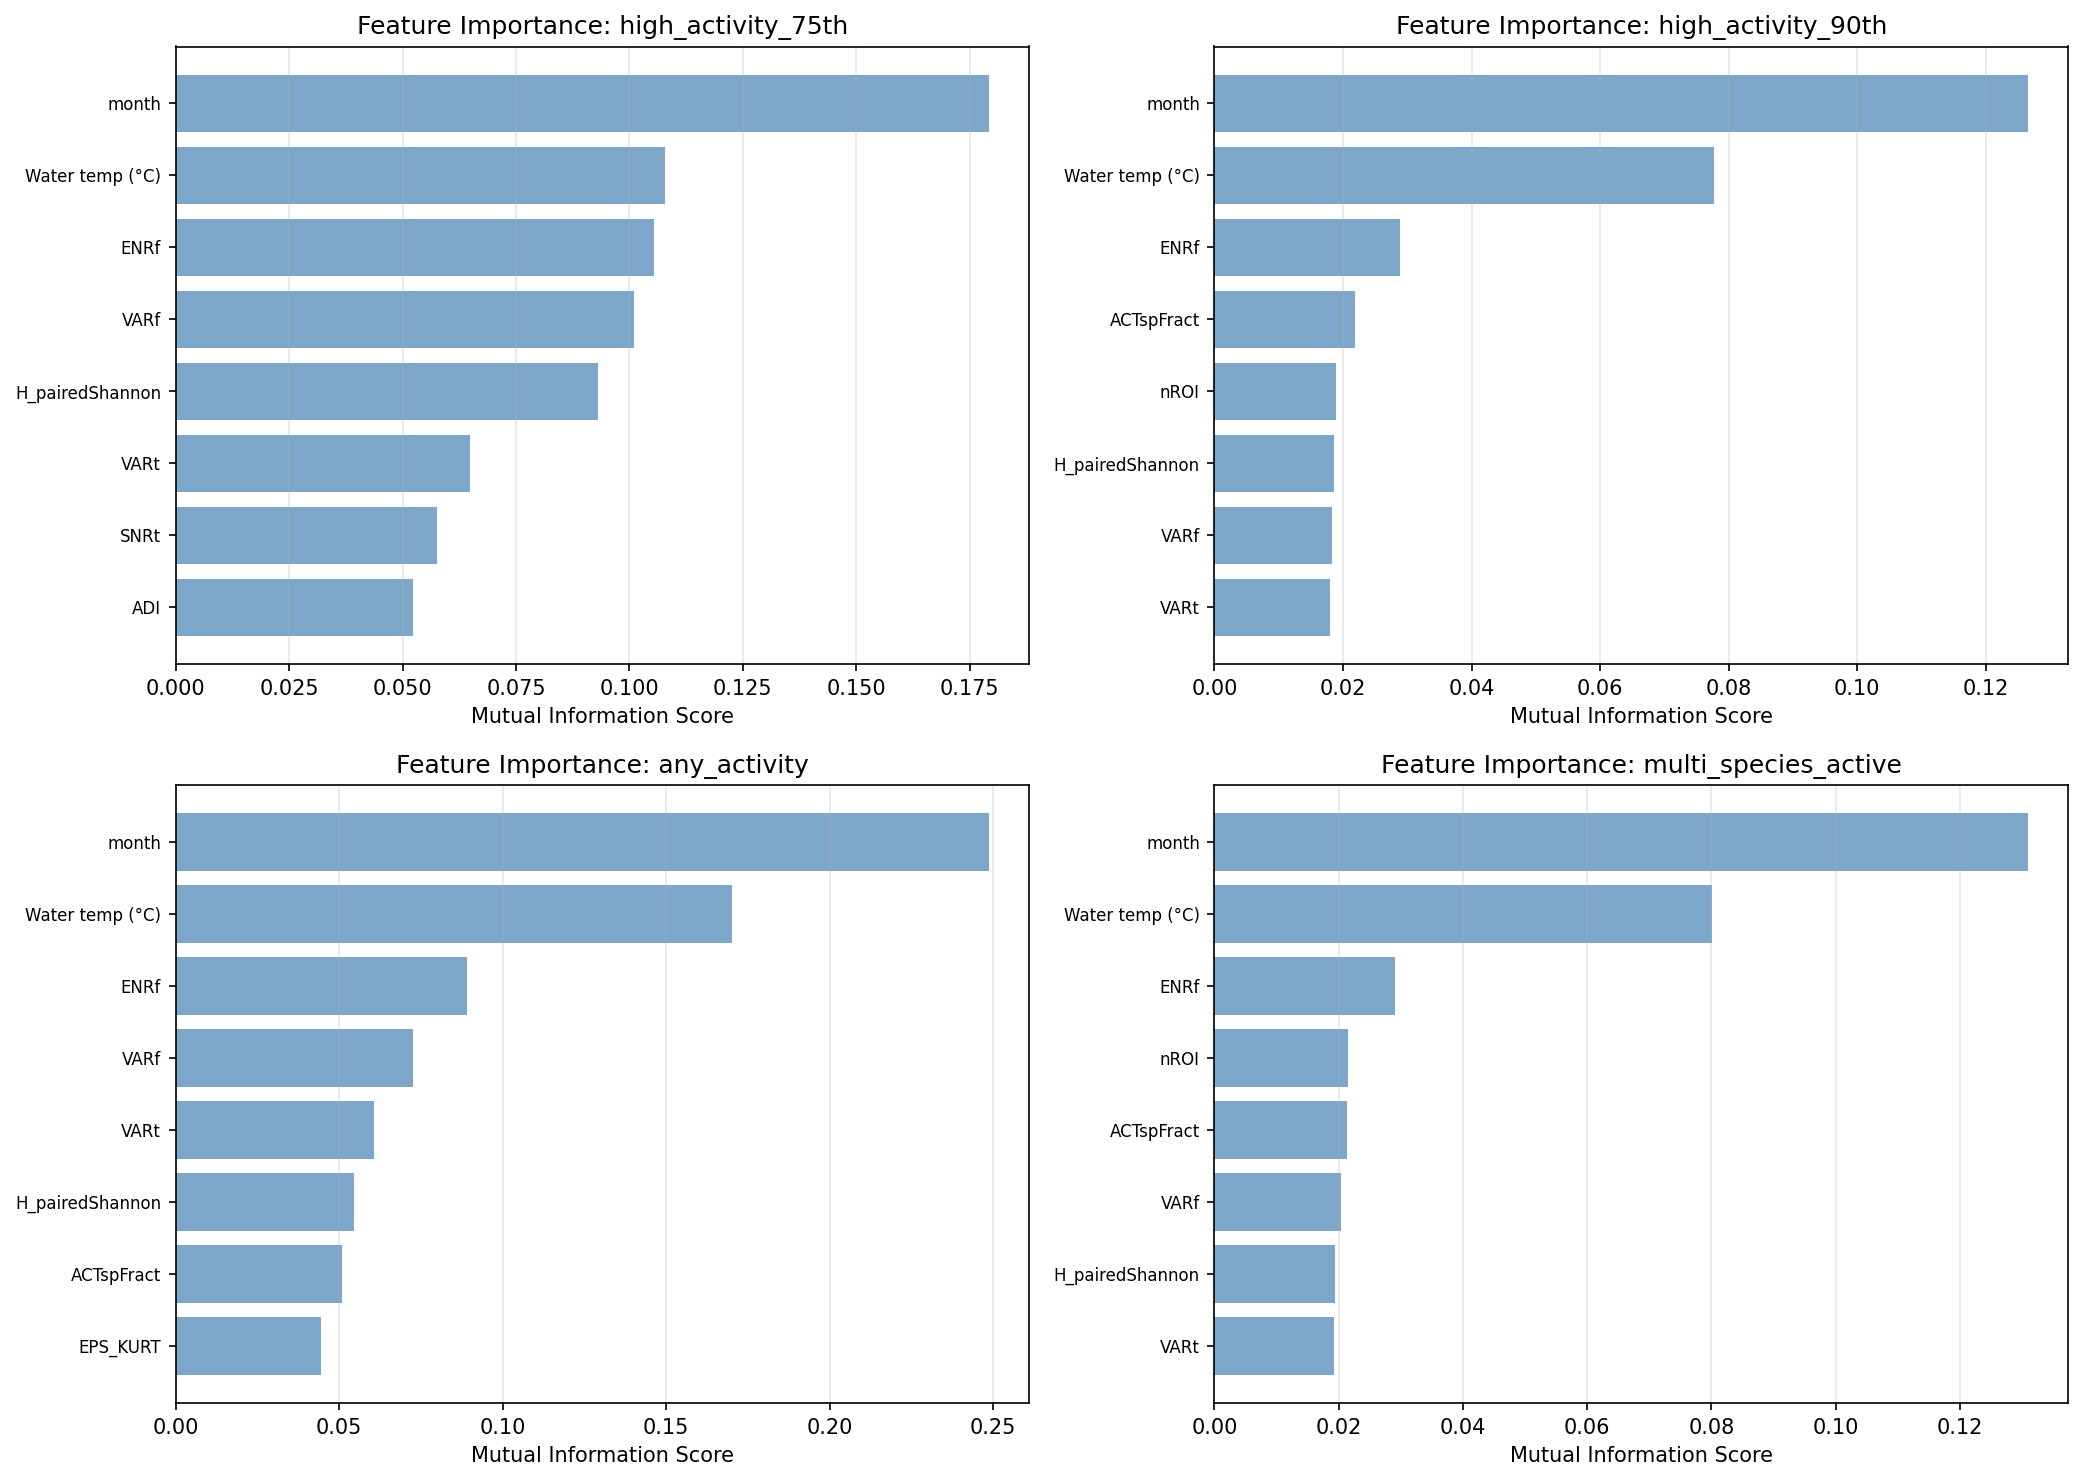 Feature Importance: high_activity_75th
month
Water temp (°C)
ENRf
VARf
H_pairedShannon
VARt
SNRt
ADI
0.000 0.025 0.050 0.075 0.100 0.125 0.150 0.175
Mutual Information Score
Feature Importance: high_activity_90th
month
Water temp (°C)
ENRf
ACTspFract
nROI
H_pairedShannon
VARf
VARt
0.00 0.02 0.04 0.06 0.08 0.10 0.12
Mutual Information Score
Feature Importance: any_activity
month
Water temp (°C)
ENRf
VARf
VARt
H_pairedShannon
ACTspFract
EPS_KURT
0.00 0.05 0.10 0.15 0.20 0.25
Mutual Information Score
Feature Importance: multi_species_active
month
Water temp (°C)
ENRf
nROI
ACTspFract
VARf
H_pairedShannon
VARt
0.00 0.02 0.04 0.06 0.08 0.10 0.12
Mutual Information Score